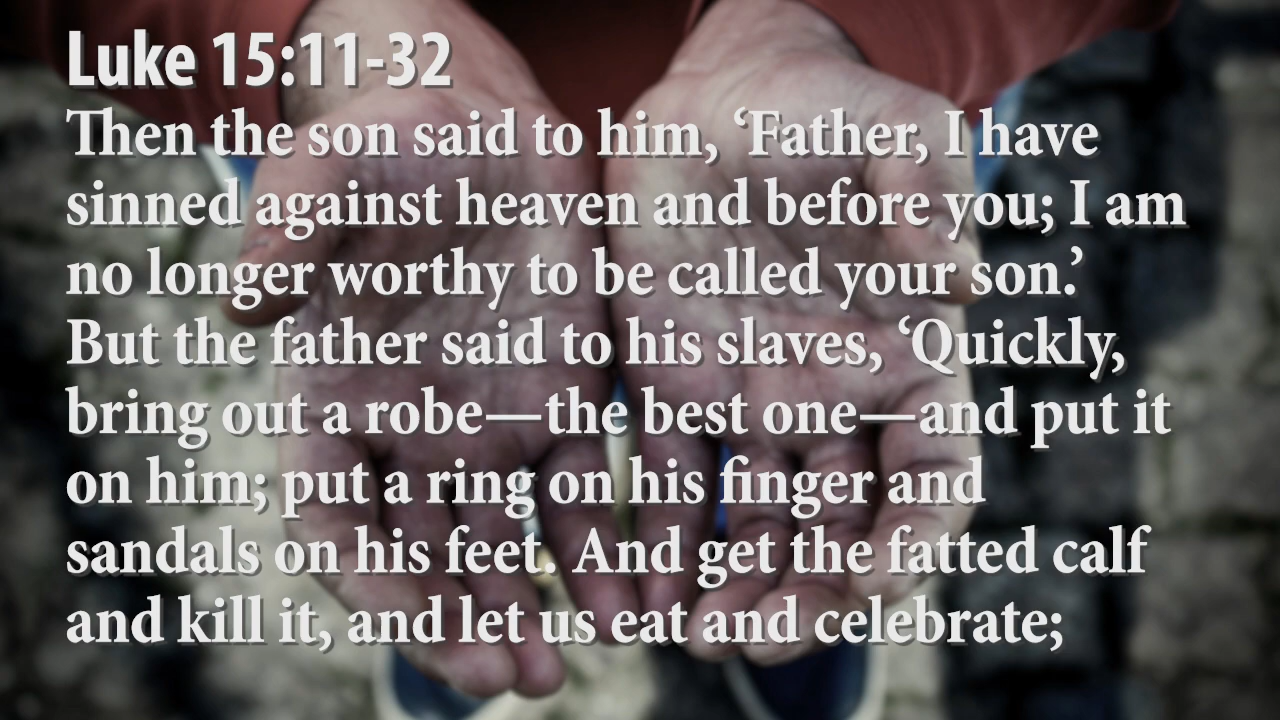 Luke 15:11-32
Then the son said to him, ‘Father, I have
sinned against heaven and before you; I am
no longer worthy to be called your son.’
But the father said to his slaves, ‘Quickly,
bring out a robe—the best one—and put it
on him; put a ring on his finger and
sandals on his feet. And get the fatted calf
and kill it, and let us eat and celebrate;